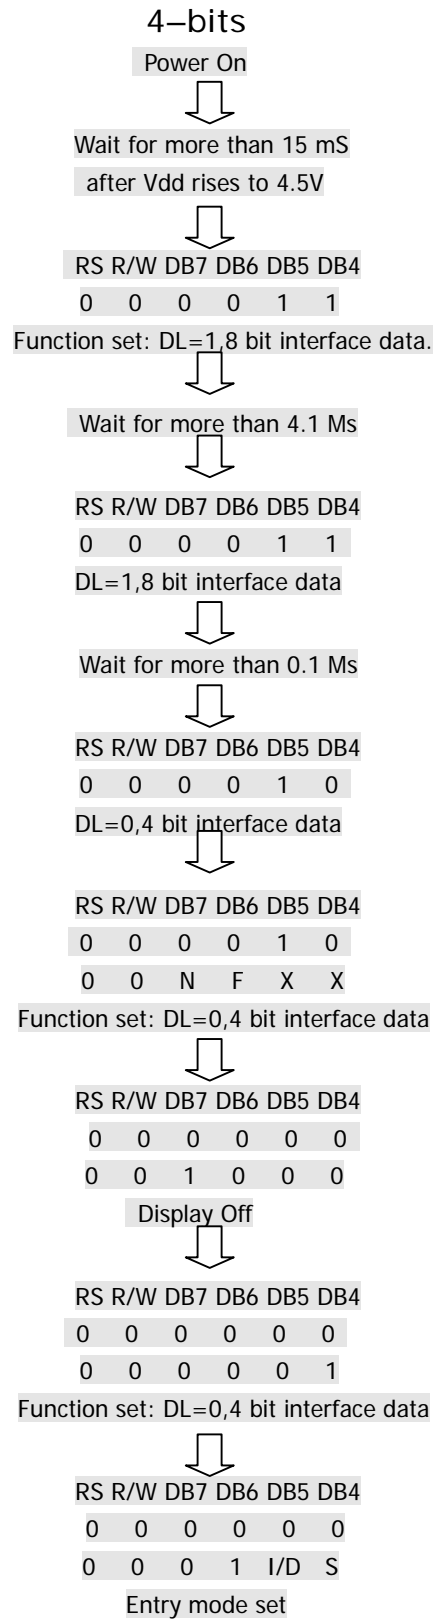 4–bits
Power On
Wait for more than 15 mS
after Vdd rises to 4.5V
RS R/W DB7 DB6 DB5 DB4
0 0 0 0 1 1
Function set: DL=1,8 bit interface data.
Wait for more than 4.1 Ms
RS R/W DB7 DB6 DB5 DB4
0 0 0 0 1 1
DL=1,8 bit interface data
Wait for more than 0.1 Ms
RS R/W DB7 DB6 DB5 DB4
0 0 0 0 1 0
DL=0,4 bit interface data
RS R/W DB7 DB6 DB5 DB4
0 0 0 0 1 0
0 0 N F X X
Function set: DL=0,4 bit interface data
RS R/W DB7 DB6 DB5 DB4
0 0 0 0 0 0
0 0 1 0 0 0
Display Off
RS R/W DB7 DB6 DB5 DB4
0 0 0 0 0 0
0 0 0 0 0 1
Function set: DL=0,4 bit interface data
RS R/W DB7 DB6 DB5 DB4
0 0 0 0 0 0
0 0 0 1 I/D S
Entry mode set